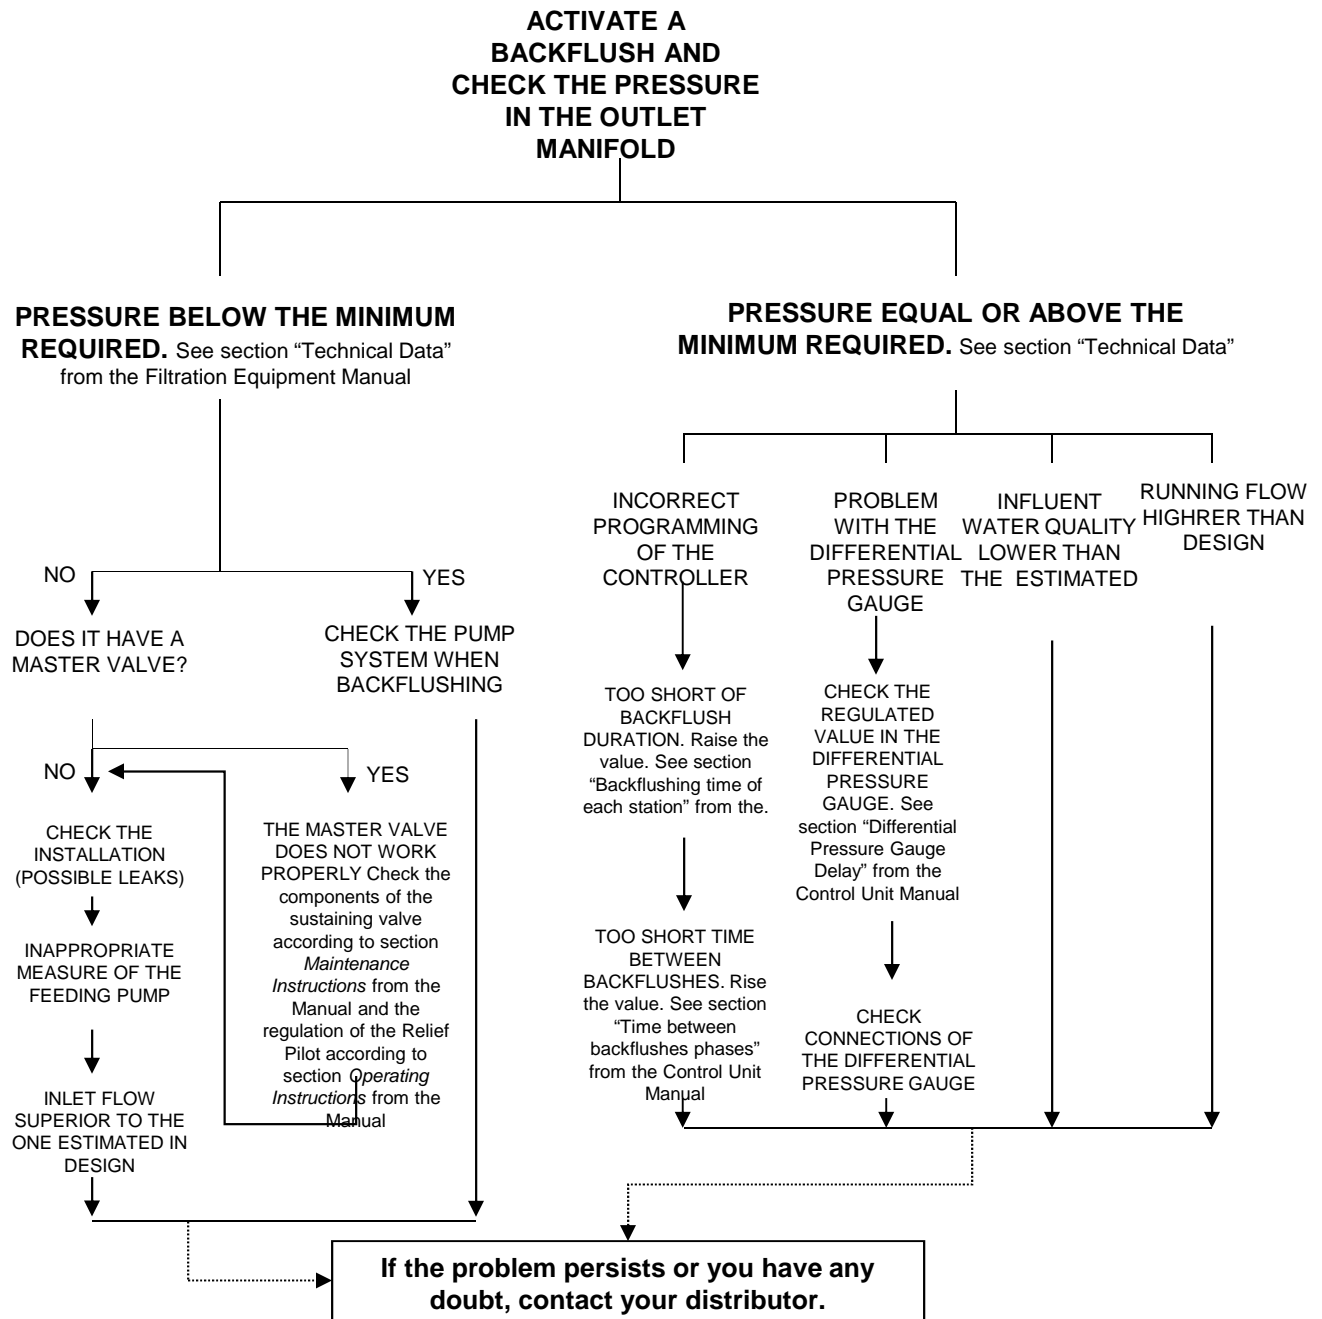 ACTIVATE A
BACKFLUSH AND
CHECK THE PRESSURE
IN THE OUTLET
MANIFOLD
PRESSURE BELOW THE MINIMUM
REQUIRED. See section “Technical Data”
from the Filtration Equipment Manual
PRESSURE EQUAL OR ABOVE THE
MINIMUM REQUIRED. See section “Technical Data”
NO
YES
DOES IT HAVE A
MASTER VALVE?
CHECK THE PUMP
SYSTEM WHEN
BACKFLUSHING
NO
YES
CHECK THE
INSTALLATION
(POSSIBLE LEAKS)
INAPPROPRIATE
MEASURE OF THE
FEEDING PUMP
INLET FLOW
SUPERIOR TO THE
ONE ESTIMATED IN
DESIGN
THE MASTER VALVE
DOES NOT WORK
PROPERLY Check the
components of the
sustaining valve
according to section
Maintenance
Instructions from the
Manual and the
regulation of the Relief
Pilot according to
section Operating
Instructions from the
Manual
INCORRECT
PROGRAMMING
OF THE
CONTROLLER
TOO SHORT OF
BACKFLUSH
DURATION. Raise the
value. See section
“Backflushing time of
each station” from the.
TOO SHORT TIME
BETWEEN
BACKFLUSHES. Rise
the value. See section
“Time between
backflushes phases”
from the Control Unit
Manual
PROBLEM
WITH THE
DIFFERENTIAL
PRESSURE
GAUGE
CHECK THE
REGULATED
VALUE IN THE
DIFFERENTIAL
PRESSURE
GAUGE. See
section “Differential
Pressure Gauge
Delay” from the
Control Unit Manual
CHECK
CONNECTIONS OF
THE DIFFERENTIAL
PRESSURE GAUGE
INFLUENT
WATER QUALITY
LOWER THAN
THE ESTIMATED
RUNNING FLOW
HIGHRER THAN
DESIGN
If the problem persists or you have any
doubt, contact your distributor.